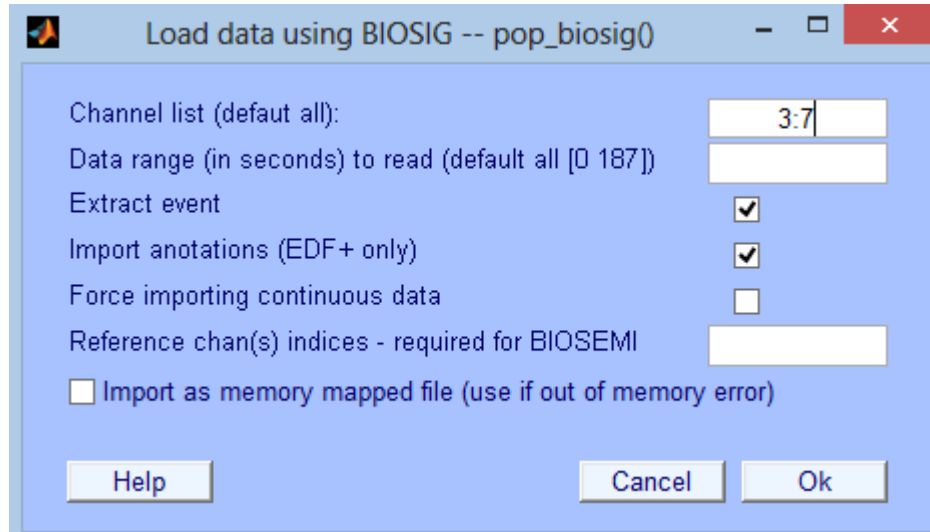 Load data using BIOSIG -- pop_biosig()
Channel list (defaut all): 3:7
Data range (in seconds) to read (default all [0 187])
Extract event
Import anotations (EDF+ only)
Force importing continuous data
Reference chan(s) indices - required for BIOSEMI
Import as memory mapped file (use if out of memory error)
Help Cancel Ok